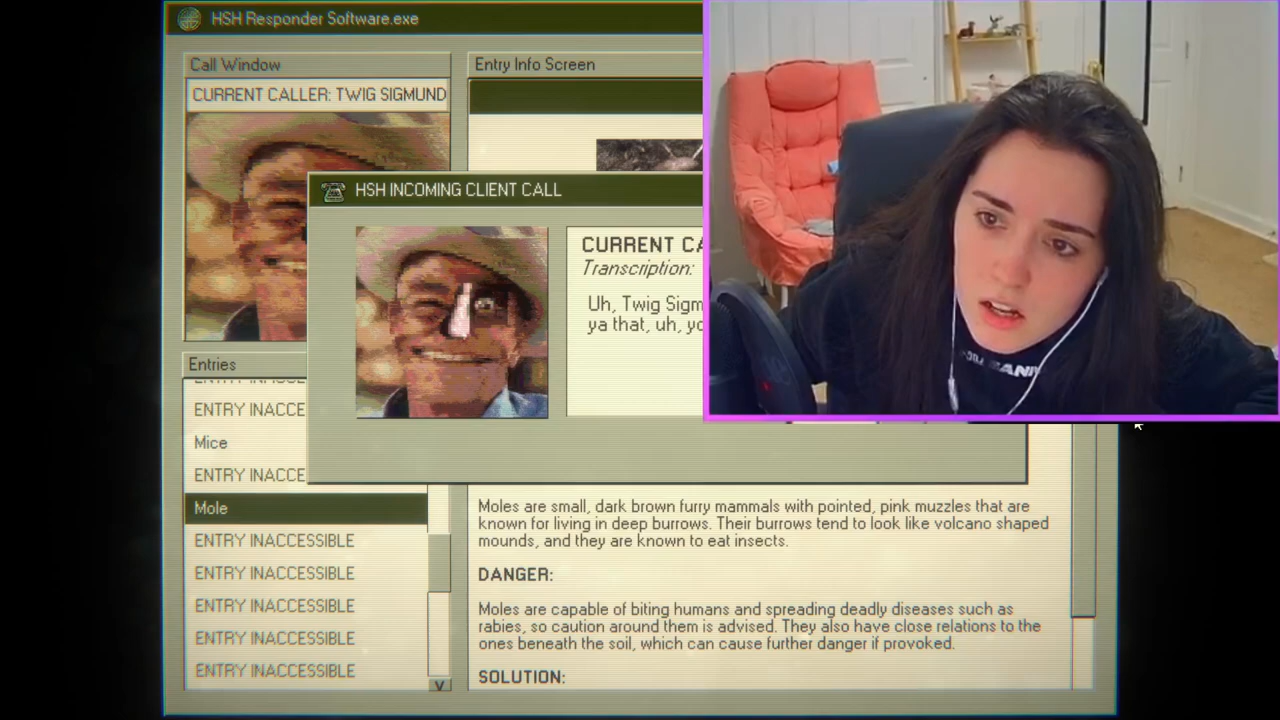 HSH Responder Software.exe
Call Window
CURRENT CALLER: TWIG SIGMUND
Entry Info Screen
HSH INCOMING CLIENT CALL
CURRENT CA
Transcription:
Uh, Twig Sigm
ya that, uh, yo
Entries
ENTRY INACCE
Mice
ENTRY INACCE
Mole
ENTRY INACCESSIBLE
ENTRY INACCESSIBLE
ENTRY INACCESSIBLE
ENTRY INACCESSIBLE
ENTRY INACCESSIBLE
Moles are small, dark brown furry mammals with pointed, pink muzzles that are
known for living in deep burrows. Their burrows tend to look like volcano shaped
mounds, and they are known to eat insects.
DANGER:
Moles are capable of biting humans and spreading deadly diseases such as
rabies, so caution around them is advised. They also have close relations to the
ones beneath the soil, which can cause further danger if provoked.
SOLUTION: